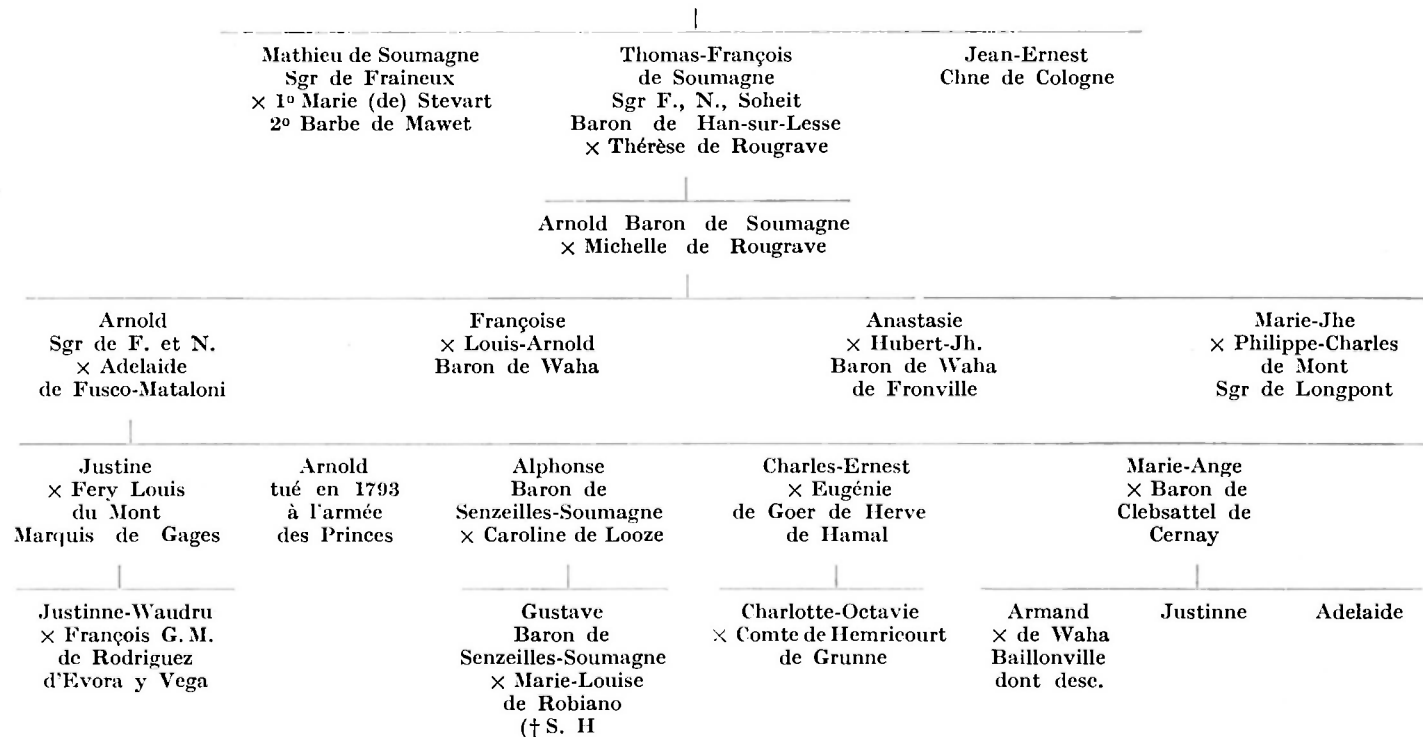 Mathieu de Soumagne
Sgr de Fraineux
× 1º Marie (de) Stevart
2º Barbe de Mawet
Thomas-François
de Soumagne
Sgr F., N., Soheit
Baron de Han-sur-Lesse
× Thérèse de Rougrave
Jean-Ernest
Chne de Cologne
Arnold Baron de Soumagne
× Michelle de Rougrave
Arnold
Sgr de F. et N.
× Adelaide
de Fusco-Mataloni
Françoise
× Louis-Arnold
Baron de Waha
Anastasie
× Hubert-Jh.
Baron de Waha
de Fronville
Marie-Jhe
× Philippe-Charles
de Mont
Sgr de Longpont
Justine
× Fery Louis
du Mont
Marquis de Gages
Arnold
tué en 1793
à l'armée
des Princes
Alphonse
Baron de
Senzeilles-Soumagne
× Caroline de Looze
Charles-Ernest
× Eugénie
de Goer de Herve
de Hamal
Marie-Ange
× Baron de
Clebsattel de
Cernay
Justinne-Waudru
× François G. M.
de Rodriguez
d'Evora y Vega
Gustave
Baron de
Senzeilles-Soumagne
× Marie-Louise
de Robiano
(† S. H
Charlotte-Octavie
× Comte de Hemricourt
de Grunne
Armand
× de Waha
Baillonville
dont desc.
Justinne
Adelaide